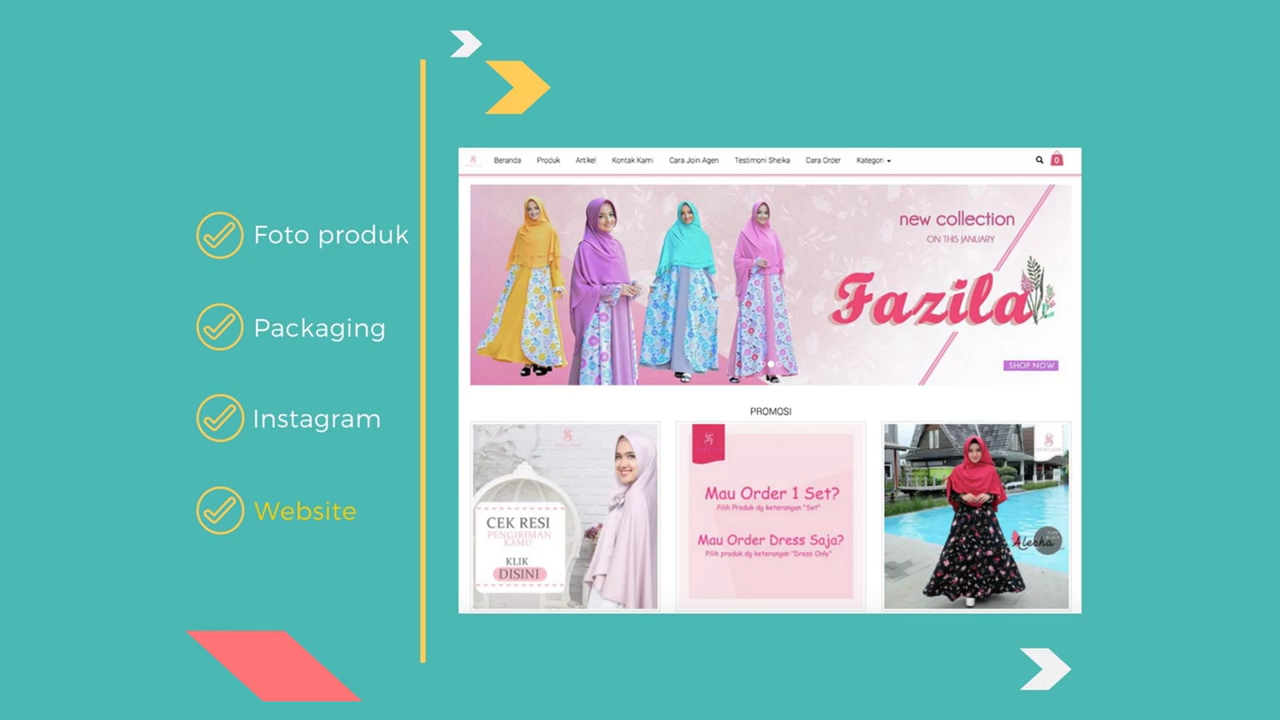 Foto produk
Packaging
Instagram
Website
Beranda Produk Artikel Kontak Kami Cara Join Agen Testimoni Sheika Cara Order Kategori
0
new collection
ON THIS JANUARY
Fazila
SHOP NOW
PROMOSI
CEK RESI
PENGIRIMAN
KAMU
KLIK
DISINI
Mau Order 1 Set?
Pilih Produk dg keterangan "Set"
Mau Order Dress Saja?
Pilih produk dg keterangan "Dress Only"
Alesha